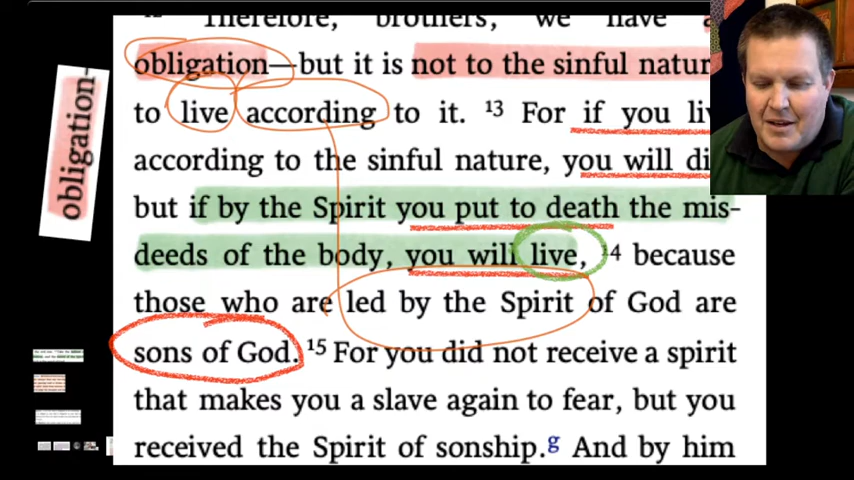 12 Therefore, brothers, we have
obligation—but it is not to the sinful natur
to live according to it. 13 For if you liv
according to the sinful nature, you will di
but if by the Spirit you put to death the mis-
deeds of the body, you will live, 14 because
those who are led by the Spirit of God are
sons of God. 15 For you did not receive a spirit
that makes you a slave again to fear, but you
received the Spirit of sonship.g And by him
obligation-